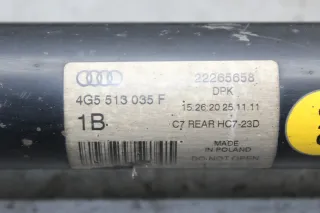 22265658
DPK
4G5 513 035 F
15:26:20 25.11.11
1B
C7 REAR HC7-23D
MADE
IN POLAND
DO NOT OPEN